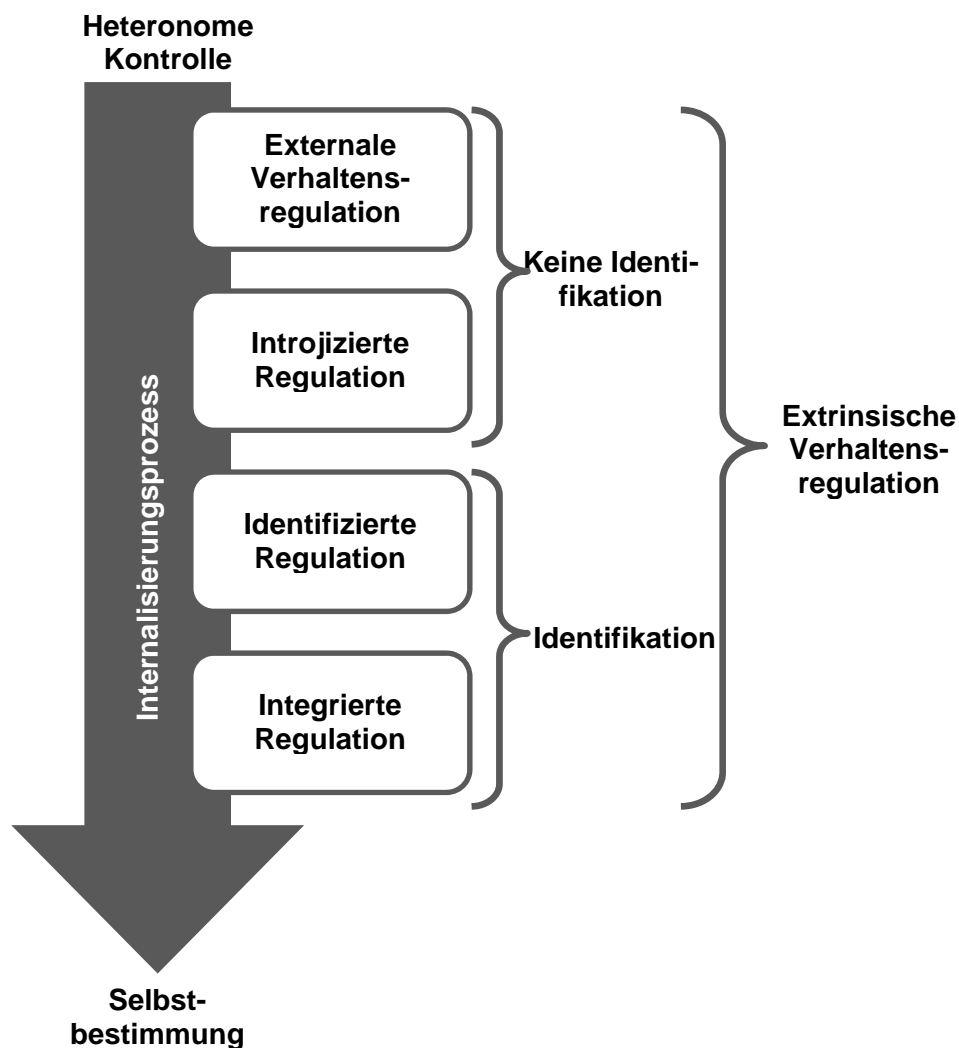 Heteronome
Kontrolle
Externale
Verhaltens-
regulation
Keine Identi-
fikation
Introjizierte
Regulation
Internalisierungsprozess
Extrinsische
Verhaltens-
regulation
Identifizierte
Regulation
Identifikation
Integrierte
Regulation
Selbst-
bestimmung